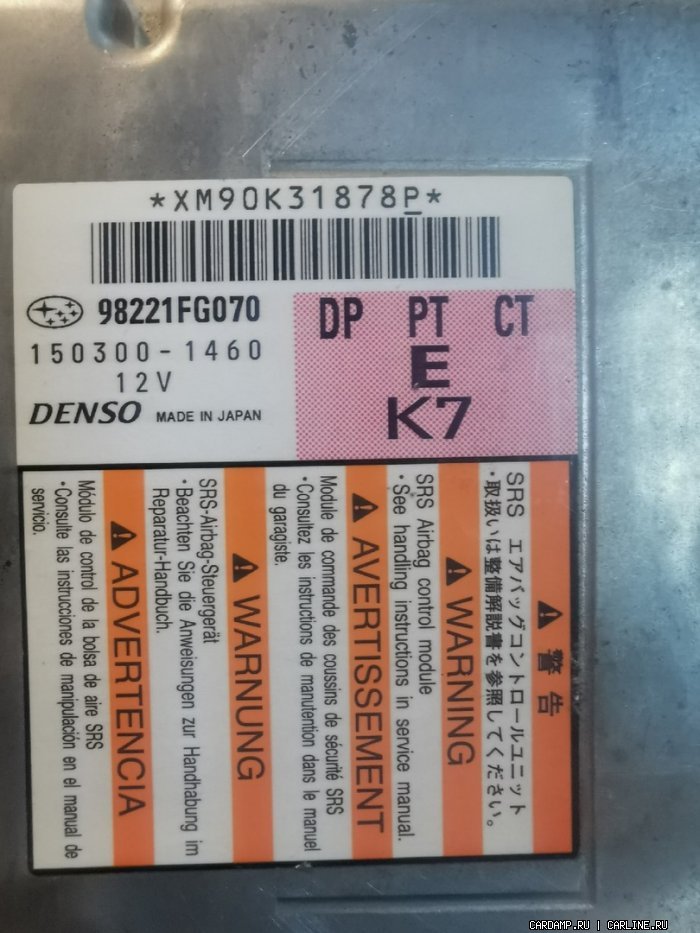 *XM90K31878P*
98221FG070
150300-1460
12V
DENSO MADE IN JAPAN
DP PT CT
E
K7
警告
SRS エアバッグコントロールユニット
・取扱いは整備解説書を参照してください。
WARNING
SRS Airbag control module
・See handling instructions in service manual.
AVERTISSEMENT
Module de commande des coussins de sécurité SRS
・Consultez les instructions de manutention dans le manuel
du garagiste.
WARNUNG
SRS-Airbag-Steuergerät
・Beachten Sie die Anweisungen zur Handhabung im
Reparatur-Handbuch.
ADVERTENCIA
Módulo de control de la bolsa de aire SRS
・Consulte las instrucciones de manipulación en el manual de
servicio.
CARDAMP.RU | CARLINE.RU